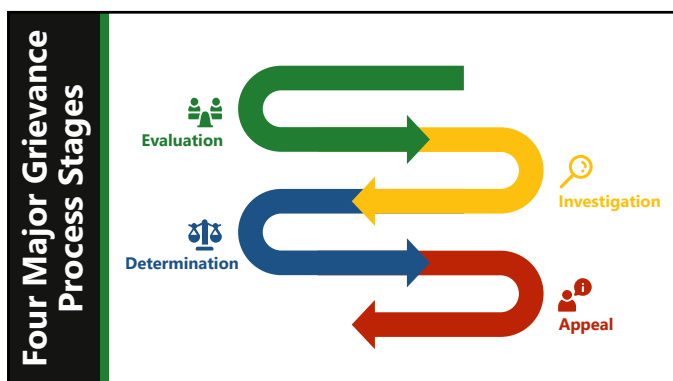 Four Major Grievance
Process Stages
Evaluation
Investigation
Determination
Appeal